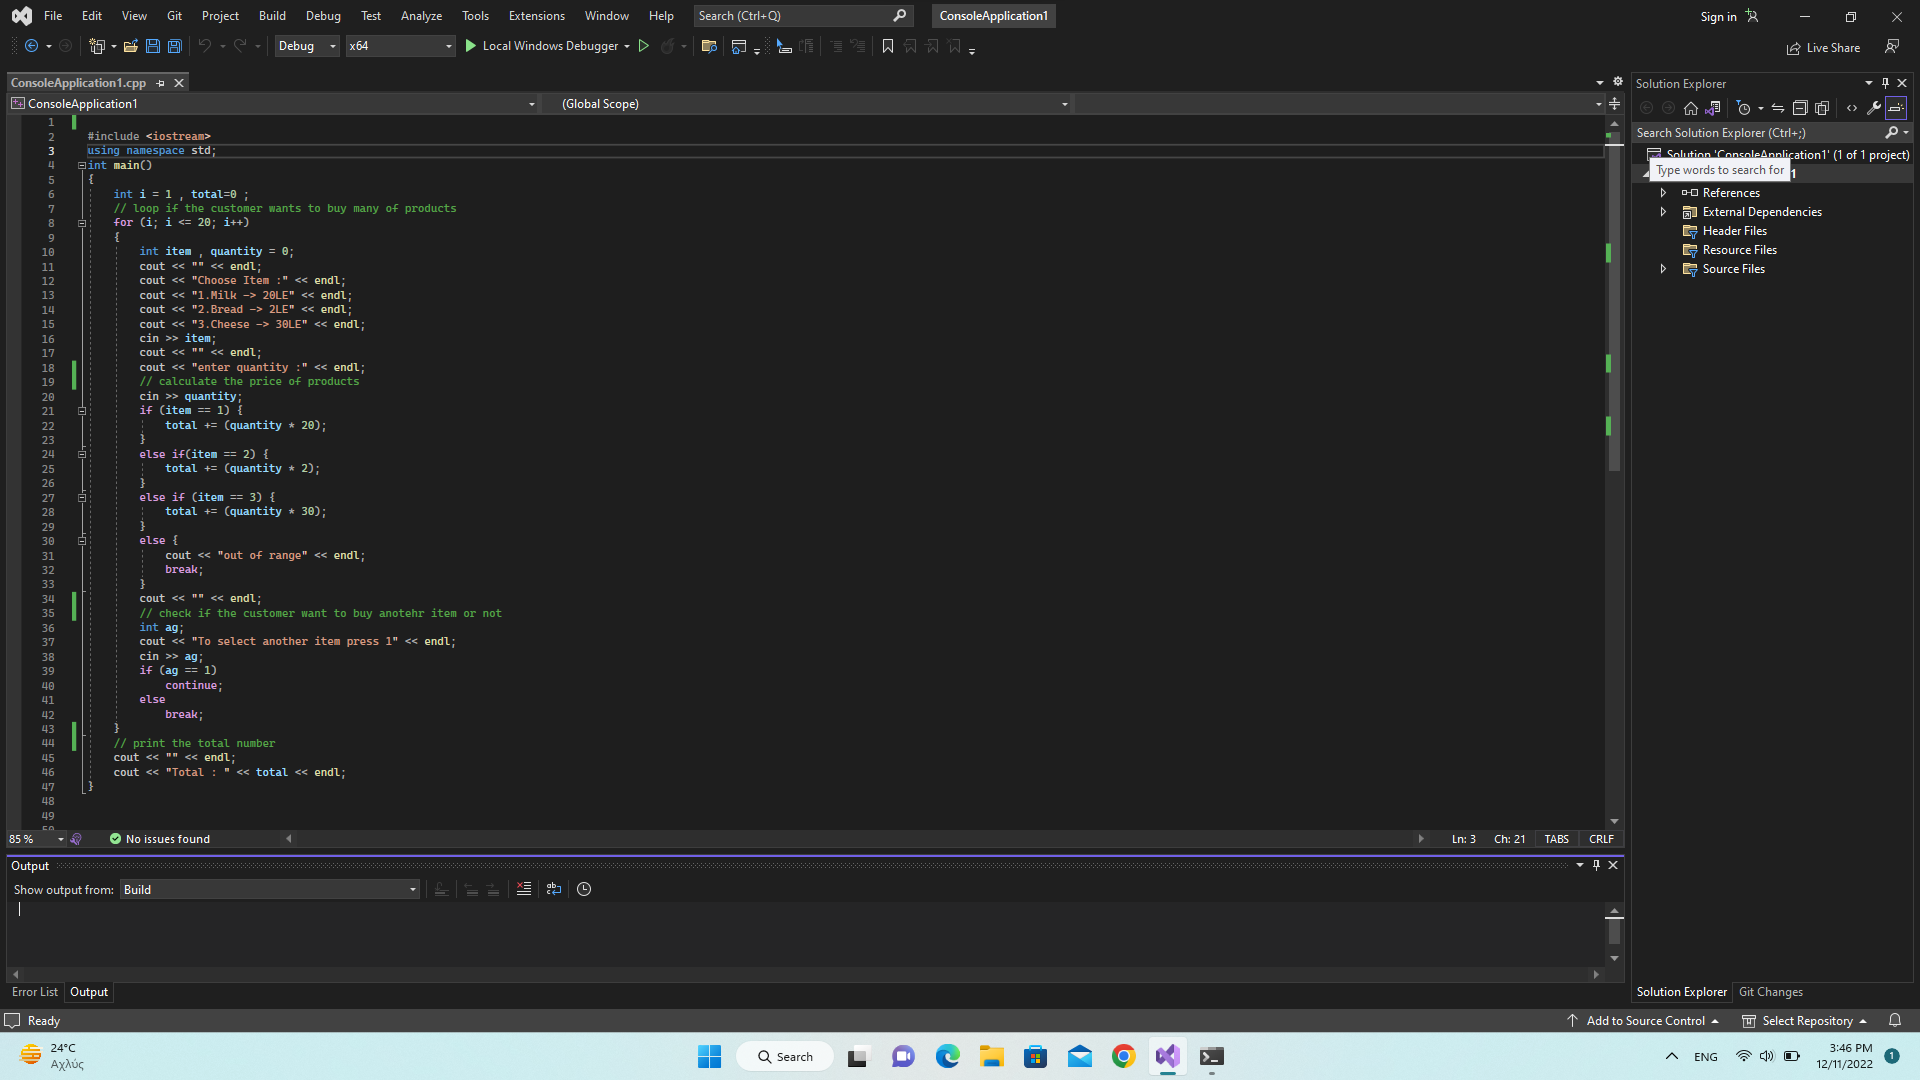 File Edit View Git Project Build Debug Test Analyze Tools Extensions Window Help Search (Ctrl+Q) ConsoleApplication1 Sign in
Debug x64 Local Windows Debugger Live Share
ConsoleApplication1.cpp
ConsoleApplication1 (Global Scope)
1
2 #include <iostream>
3 using namespace std;
4 int main()
5 {
6 int i = 1 , total=0 ;
7 // loop if the customer wants to buy many of products
8 for (i; i <= 20; i++)
9 {
10 int item , quantity = 0;
11 cout << "" << endl;
12 cout << "Choose Item :" << endl;
13 cout << "1.Milk -> 20LE" << endl;
14 cout << "2.Bread -> 2LE" << endl;
15 cout << "3.Cheese -> 30LE" << endl;
16 cin >> item;
17 cout << "" << endl;
18 cout << "enter quantity :" << endl;
19 // calculate the price of products
20 cin >> quantity;
21 if (item == 1) {
22 total += (quantity * 20);
23 }
24 else if(item == 2) {
25 total += (quantity * 2);
26 }
27 else if (item == 3) {
28 total += (quantity * 30);
29 }
30 else {
31 cout << "out of range" << endl;
32 break;
33 }
34 cout << "" << endl;
35 // check if the customer want to buy anotehr item or not
36 int ag;
37 cout << "To select another item press 1" << endl;
38 cin >> ag;
39 if (ag == 1)
40 continue;
41 else
42 break;
43 }
44 // print the total number
45 cout << "" << endl;
46 cout << "Total : " << total << endl;
47 }
48
49
85 % No issues found Ln: 3 Ch: 21 TABS CRLF
Output
Show output from: Build
Error List Output
Solution Explorer
Search Solution Explorer (Ctrl+;)
Solution 'ConsoleApplication1' (1 of 1 project)
Type words to search for 1
References
External Dependencies
Header Files
Resource Files
Source Files
Solution Explorer Git Changes
Ready Add to Source Control Select Repository
24°C
Αχλύς
Search
ENG
3:46 PM
12/11/2022
1